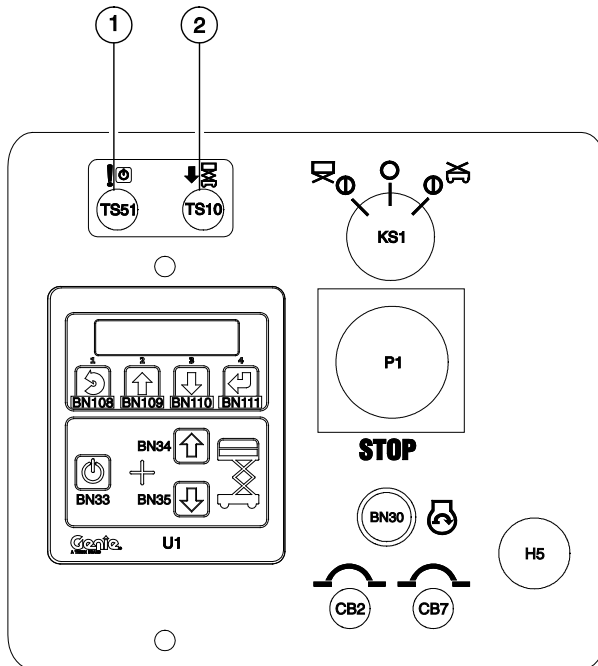 1 2
TS51 TS10
KS1
P1
1 2 3 4
BN108 BN109 BN110 BN111
STOP
BN34
BN33 BN35
BN30
Genie
U1
H5
CB2 CB7